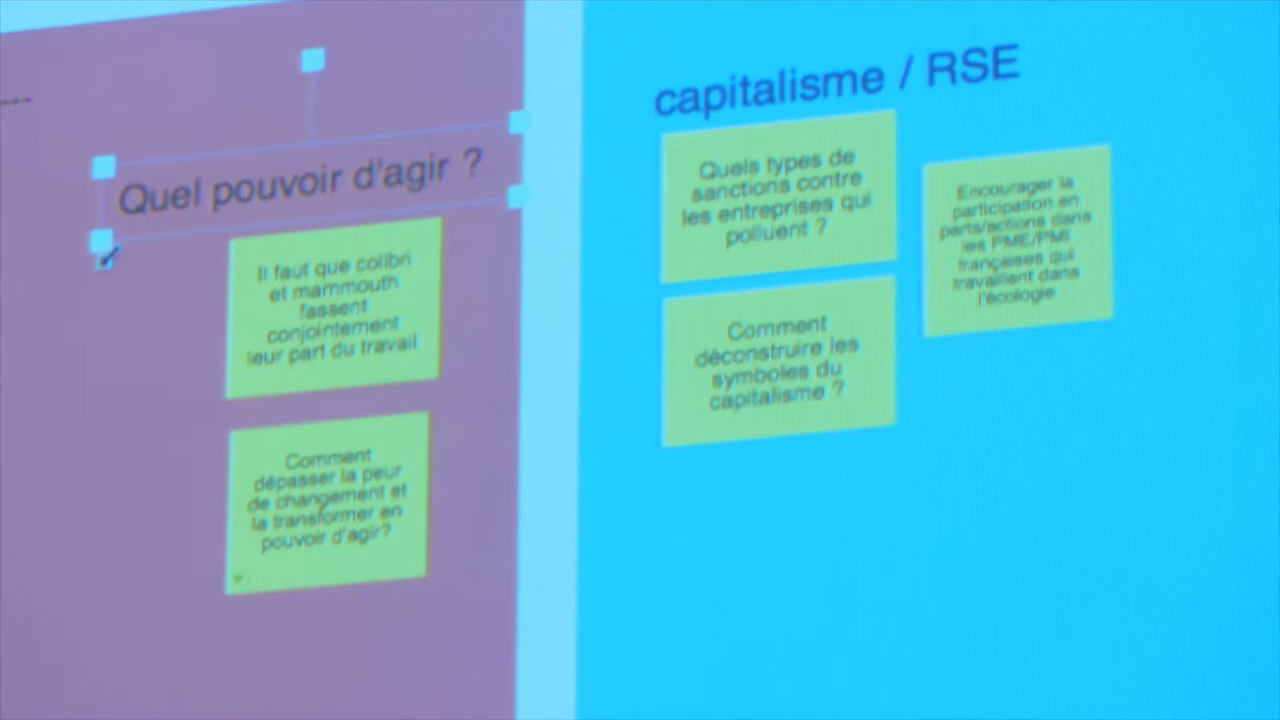 Quel pouvoir d'agir ?
Il faut que colibri
et mammouth
fassent
conjointement
leur part du travail
Comment
dépasser la peur
de changement et
la transformer en
pouvoir d'agir?
capitalisme / RSE
Quels types de
sanctions contre
les entreprises qui
polluent ?
Comment
déconstruire les
symboles du
capitalisme ?
Encourager la
participation en
parts/actions dans
les PME/PMI
françaises qui
travaillent dans
l'écologie